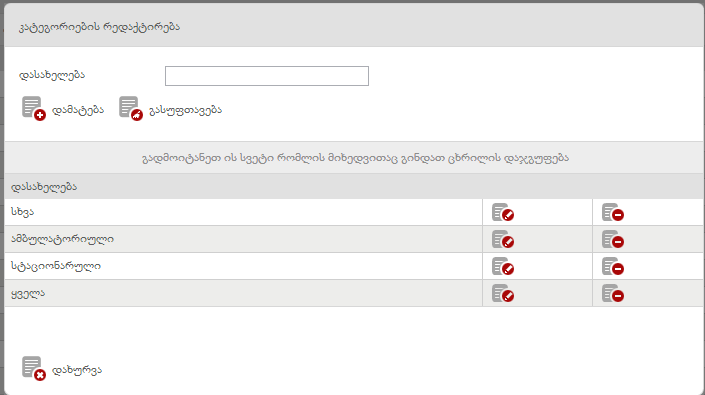 კატეგორიების რედაქტირება
დასახელება
დამატება გასუფთავება
გადმოიტანეთ ის სვეტი რომლის მიხედვითაც გინდათ ცხრილის დაჯგუფება
დასახელება
სხვა
ამბულატორიული
სტაციონარული
ყველა
დახურვა